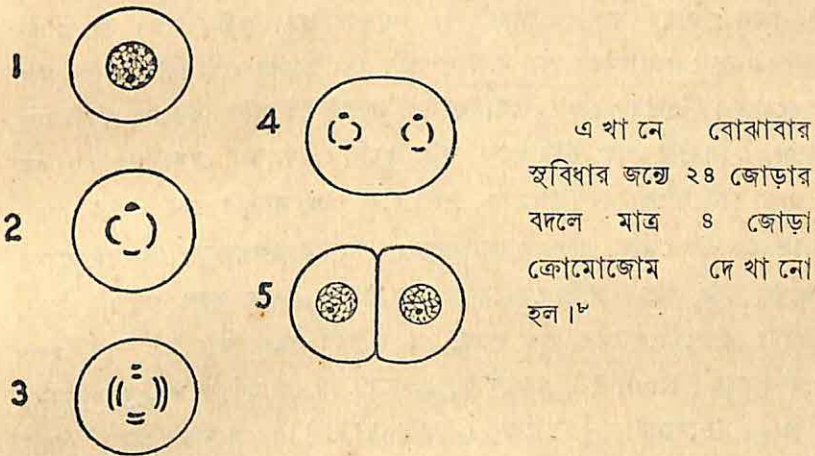 1
2
3
4
5
এখানে বোঝাবার
সুবিধার জন্যে ২৪ জোড়ার
বদলে মাত্র ৪ জোড়া
ক্রোমোজোম দেখানো
হল।৮